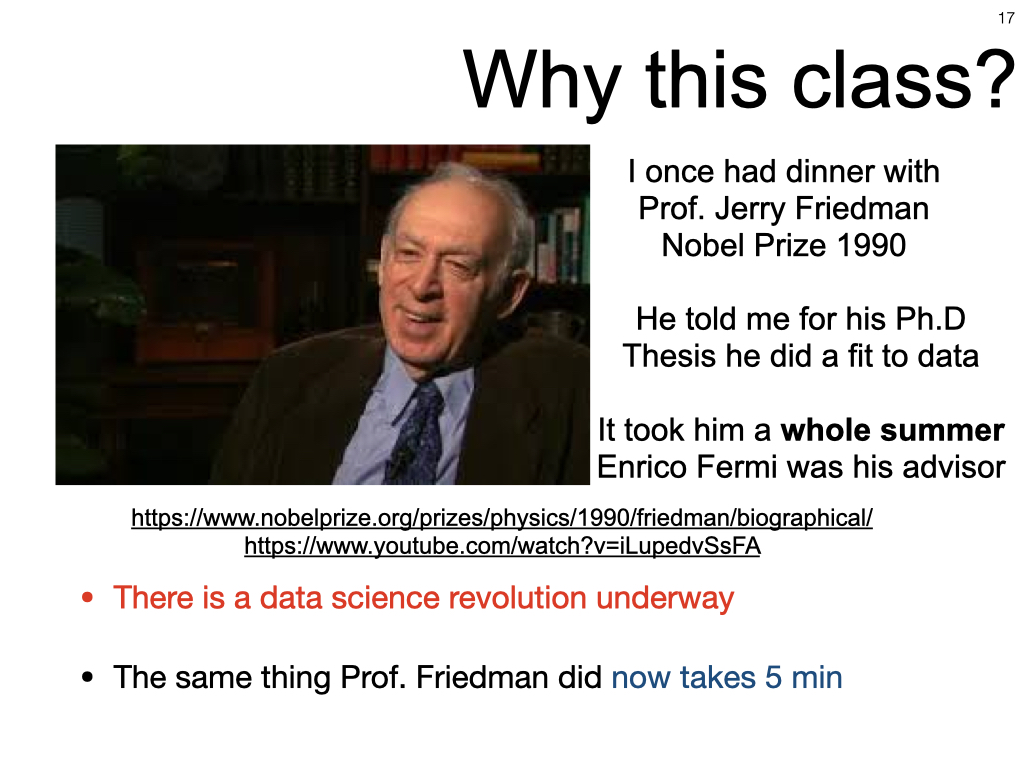 17
Why this class?
I once had dinner with
Prof. Jerry Friedman
Nobel Prize 1990
He told me for his Ph.D
Thesis he did a fit to data
It took him a whole summer
Enrico Fermi was his advisor
https://www.nobelprize.org/prizes/physics/1990/friedman/biographical/
https://www.youtube.com/watch?v=iLupedvSsFA
• There is a data science revolution underway
• The same thing Prof. Friedman did now takes 5 min